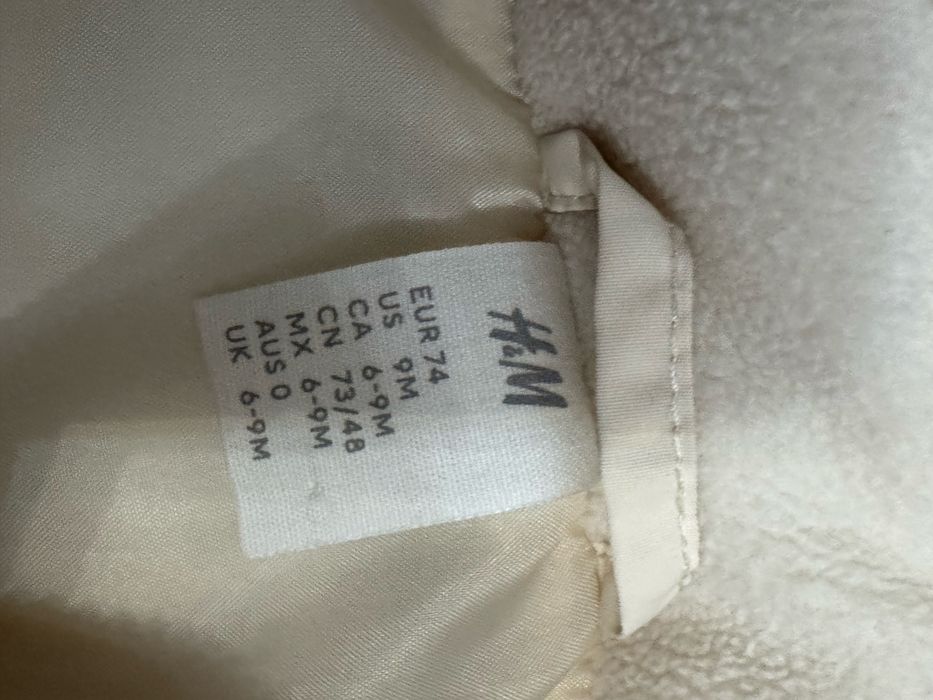 H&M
EUR 74
US 9M
CA 6-9M
CN 73/48
MX 6-9M
AUS 0
UK 6-9M